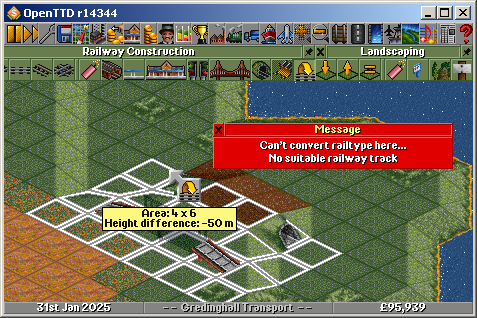 OpenTTD r14344
Railway Construction
Landscaping
Message
Can't convert railtype here...
No suitable railway track
Area: 4 x 6
Height difference: -50 m
31st Jan 2025
-- Gredinghall Transport --
£95,939